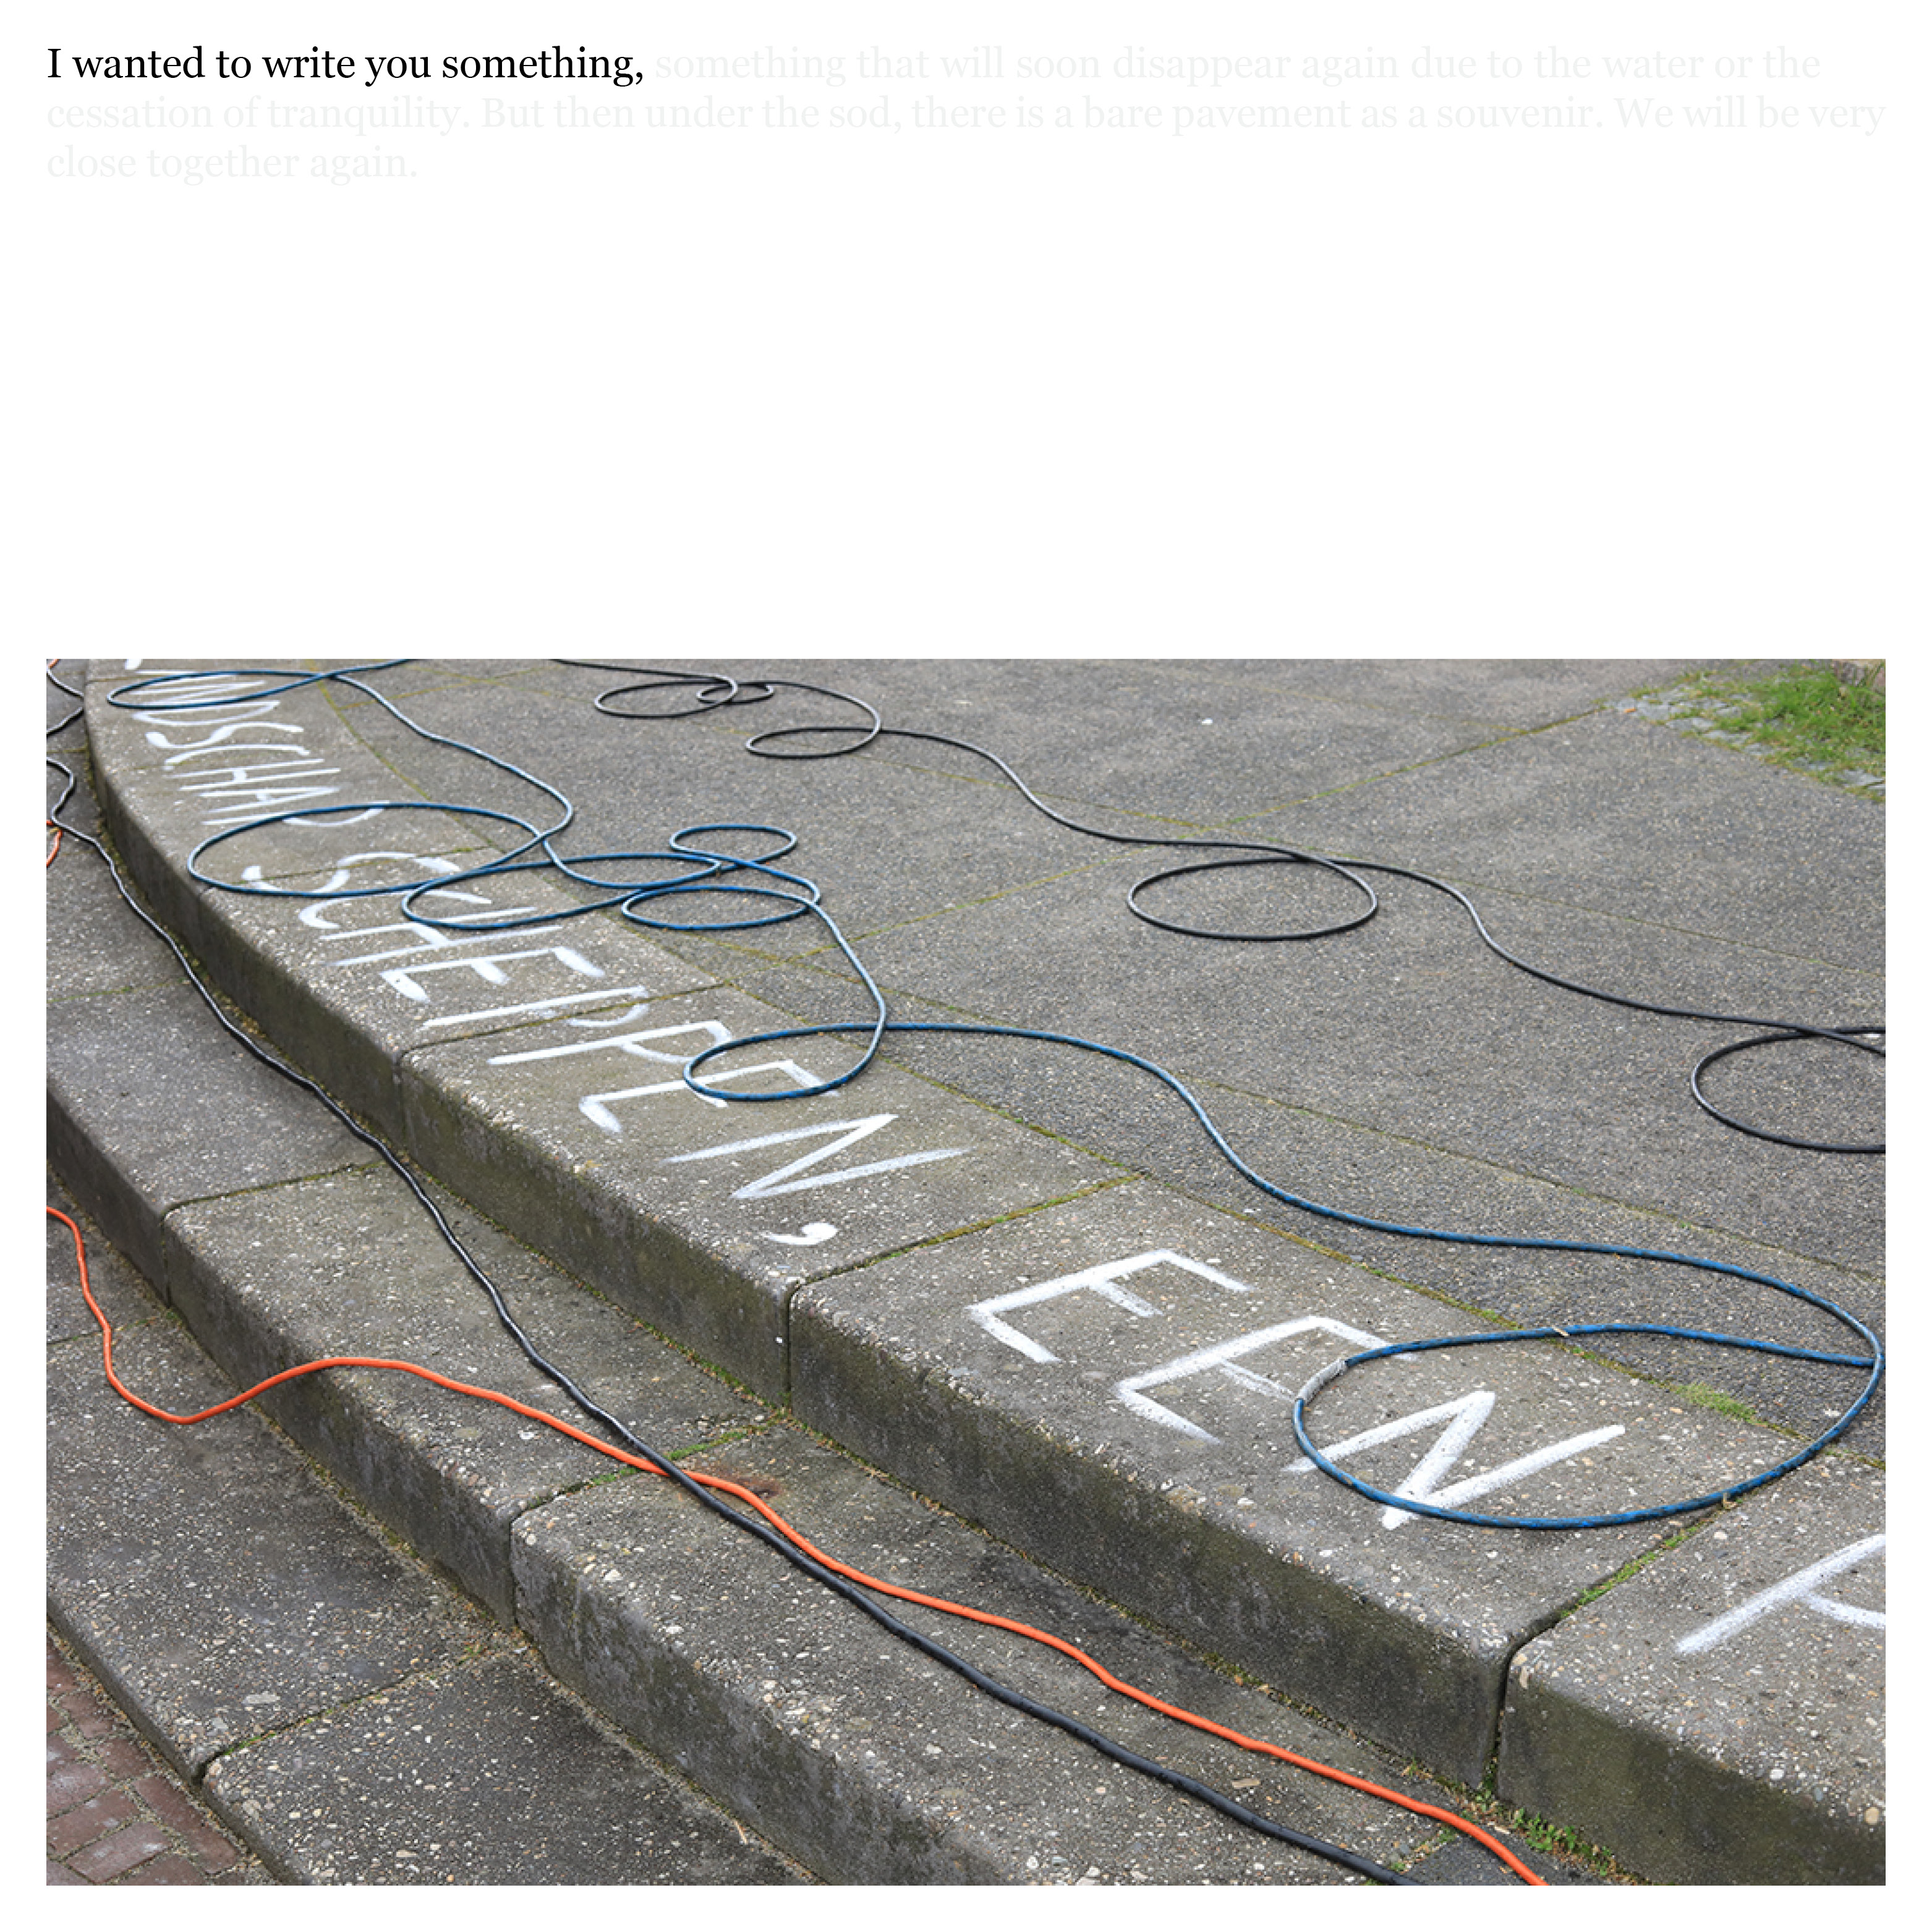 I wanted to write you something, something that will soon disappear again due to the water or the
cessation of tranquility. But then under the sod, there is a bare pavement as a souvenir. We will be very
close together again.
NDSCHAP SCHEPPEN, EEN